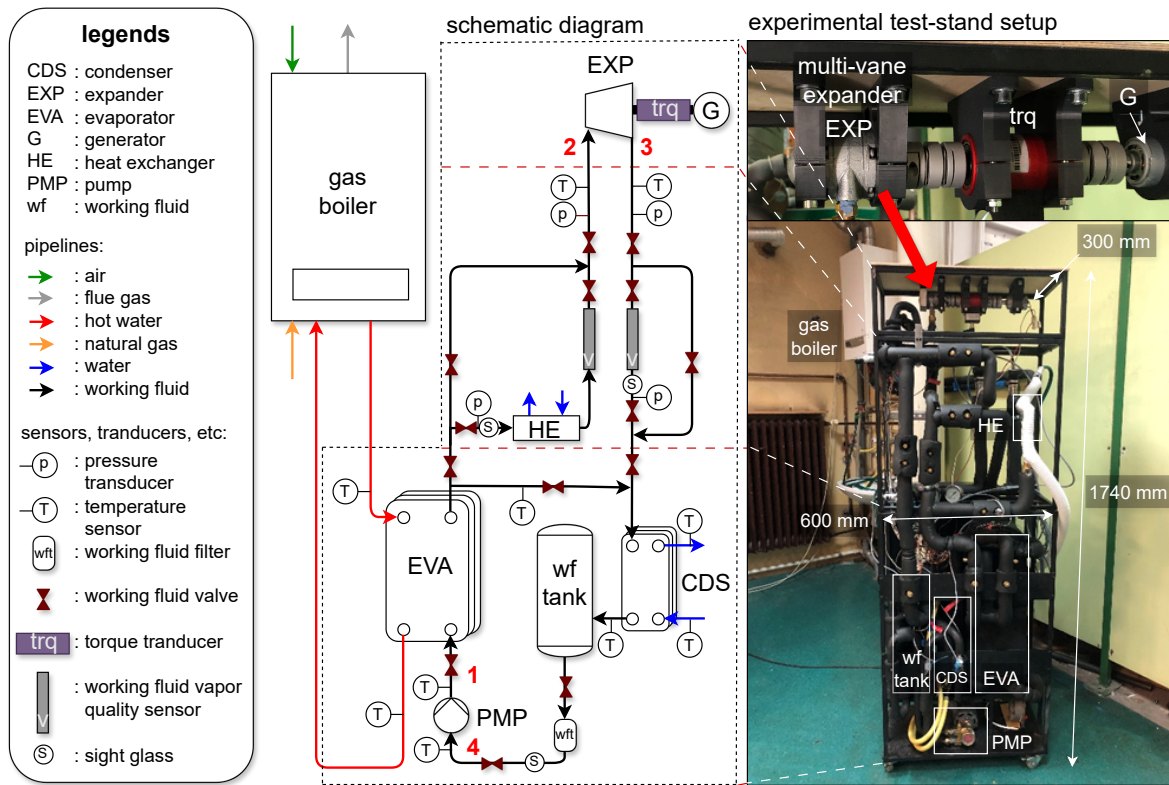 legends
CDS : condenser
EXP : expander
EVA : evaporator
G : generator
HE : heat exchanger
PMP : pump
wf : working fluid
pipelines:
: air
: flue gas
: hot water
: natural gas
: water
: working fluid
sensors, tranducers, etc:
p : pressure
transducer
T : temperature
sensor
wft : working fluid filter
: working fluid valve
trq : torque tranducer
V : working fluid vapor
quality sensor
S : sight glass
schematic diagram
gas
boiler
EXP
trq
G
2
3
T
T
p
p
V
V
S
p
p
S
HE
T
T
T
EVA
wf
tank
CDS
T
T
T
1
T
PMP
T
4
T
wft
S
experimental test-stand setup
multi-vane
expander
EXP
trq
G
300 mm
gas
boiler
HE
1740 mm
600 mm
wf
tank
CDS
EVA
PMP